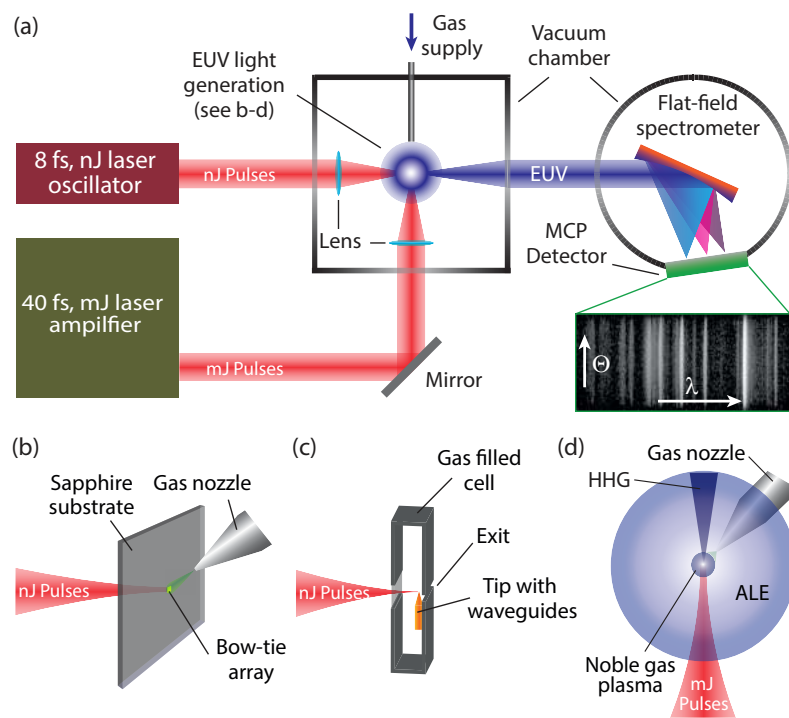 (a)
Gas
supply
Vacuum
chamber
EUV light
generation
(see b-d)
Flat-field
spectrometer
8 fs, nJ laser
oscillator
nJ Pulses
EUV
Lens
MCP
Detector
40 fs, mJ laser
ampilfier
mJ Pulses
Mirror
Θ
λ
(b)
Sapphire
substrate
Gas nozzle
nJ Pulses
Bow-tie
array
(c)
Gas filled
cell
Exit
nJ Pulses
Tip with
waveguides
(d)
Gas nozzle
HHG
ALE
Noble gas
plasma
mJ
Pulses